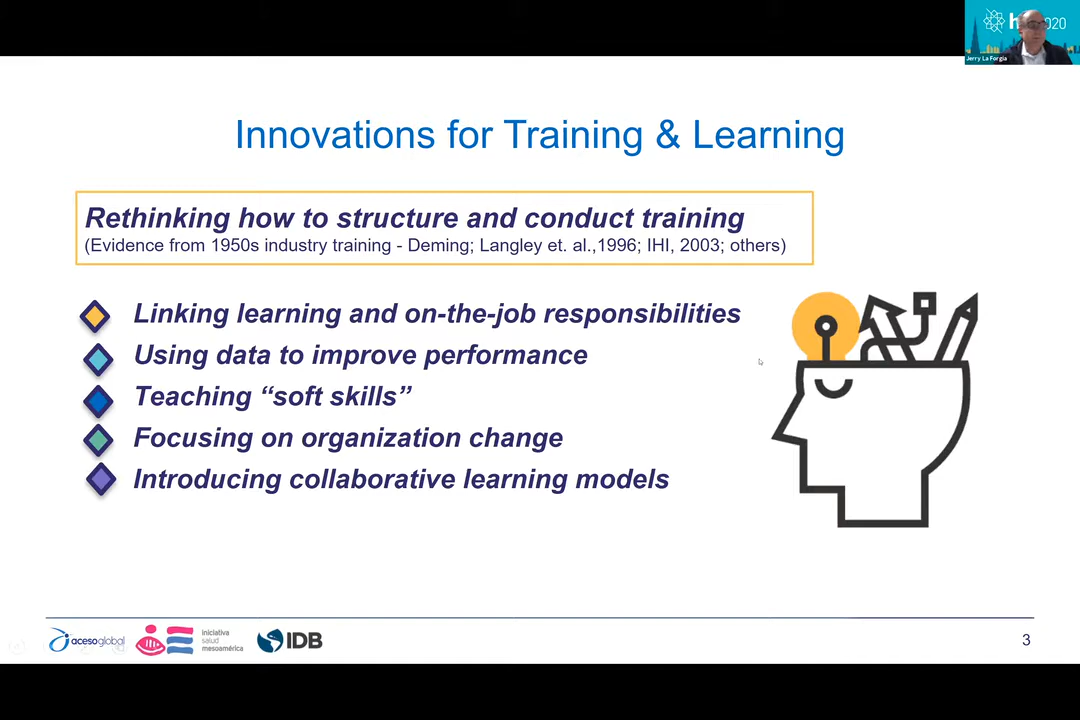 2020
Jerry La Forgia
Innovations for Training & Learning
Rethinking how to structure and conduct training
(Evidence from 1950s industry training - Deming; Langley et. al.,1996; IHI, 2003; others)
Linking learning and on-the-job responsibilities
Using data to improve performance
Teaching “soft skills”
Focusing on organization change
Introducing collaborative learning models
acesoglobal
iniciativa
salud
mesoamérica
IDB
3